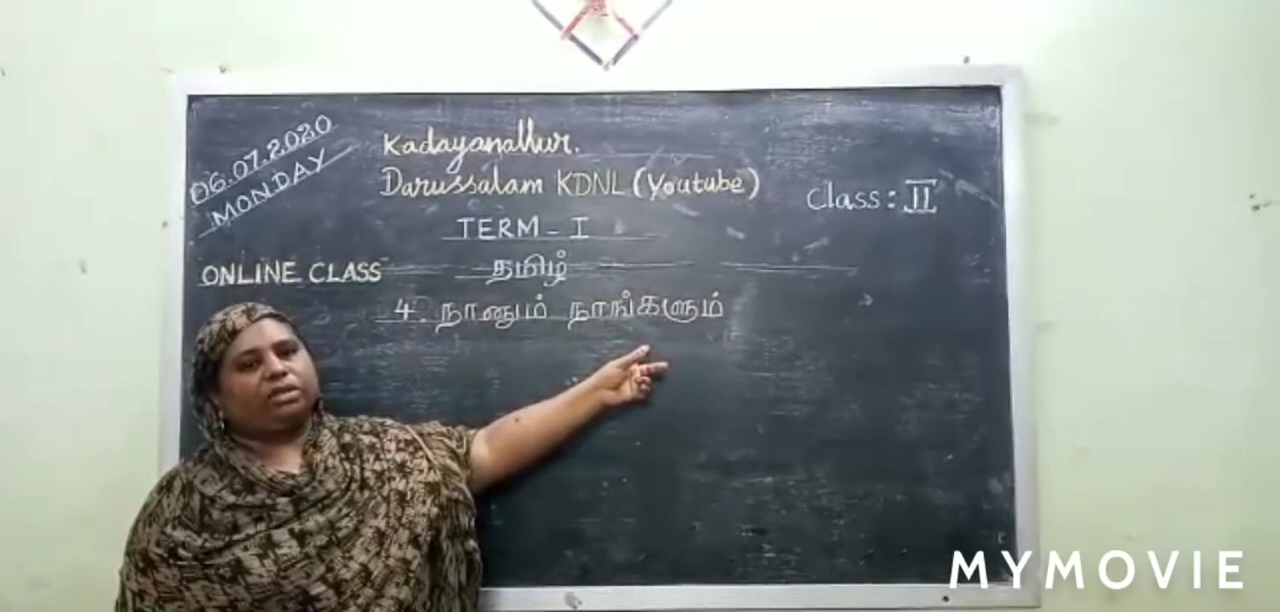 06.07.2020
MONDAY
Kadayanallur.
Darussalam KDNL (Youtube)
Class : II
TERM - I
ONLINE CLASS
தமிழ்
4. நானும் நாங்களும்
MYMOVIE